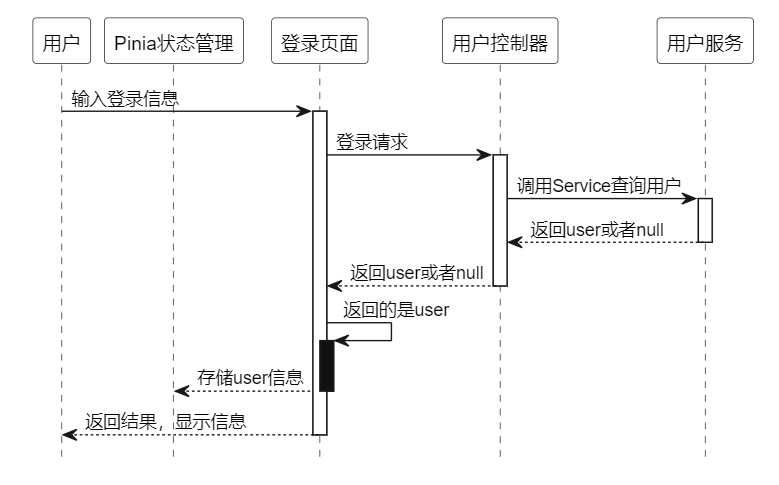 用户
Pinia状态管理
登录页面
用户控制器
用户服务
输入登录信息
登录请求
调用Service查询用户
返回user或者null
返回user或者null
返回的是user
存储user信息
返回结果，显示信息